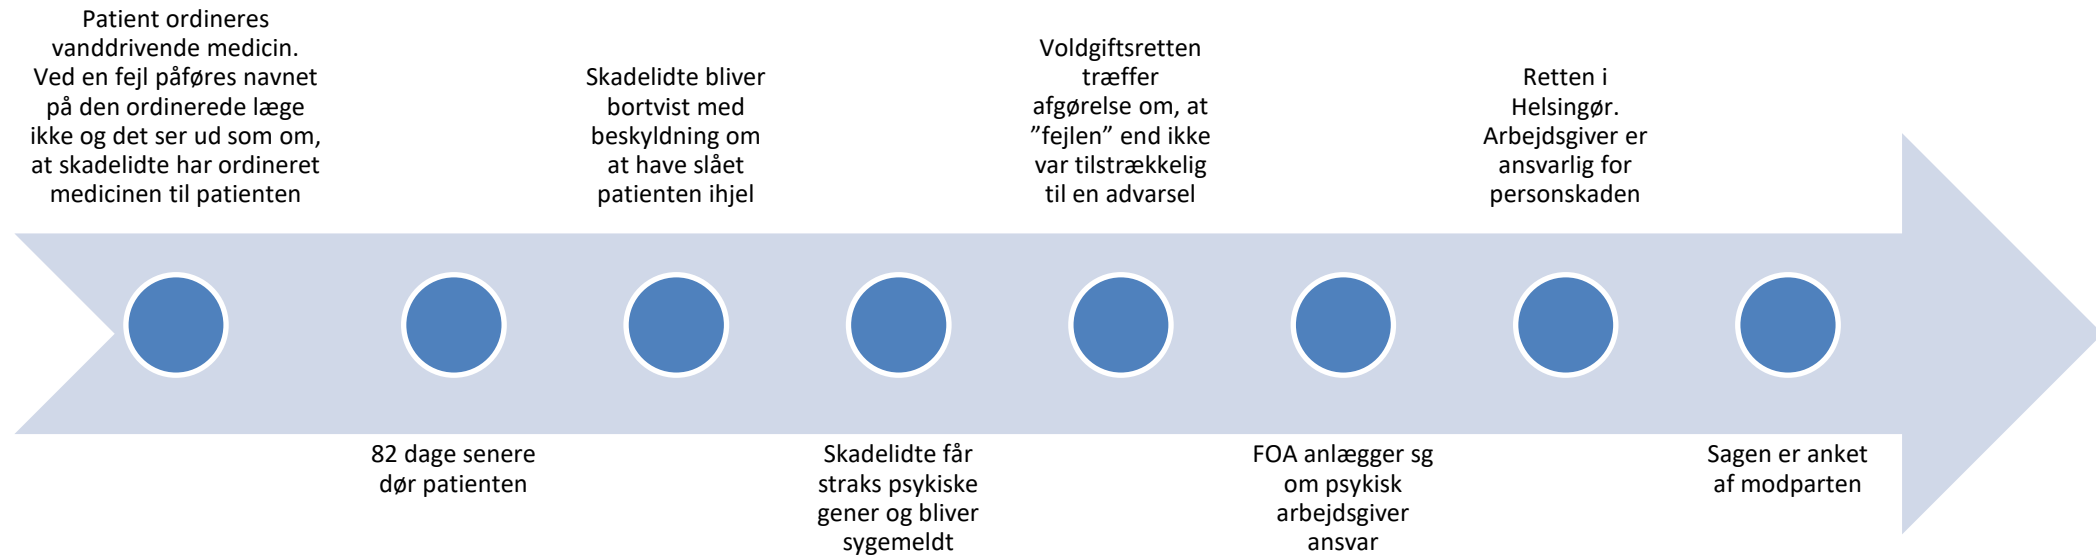 Patient ordineres
vanddrivende medicin.
Ved en fejl påføres navnet
på den ordinerede læge
ikke og det ser ud som om,
at skadelidte har ordineret
medicinen til patienten
82 dage senere
dør patienten
Skadelidte bliver
bortvist med
beskyldning om
at have slået
patienten ihjel
Skadelidte får
straks psykiske
gener og bliver
sygemeldt
Voldgiftsretten
træffer
afgørelse om, at
”fejlen” end ikke
var tilstrækkelig
til en advarsel
FOA anlægger sg
om psykisk
arbejdsgiver
ansvar
Retten i
Helsingør.
Arbejdsgiver er
ansvarlig for
personskaden
Sagen er anket
af modparten